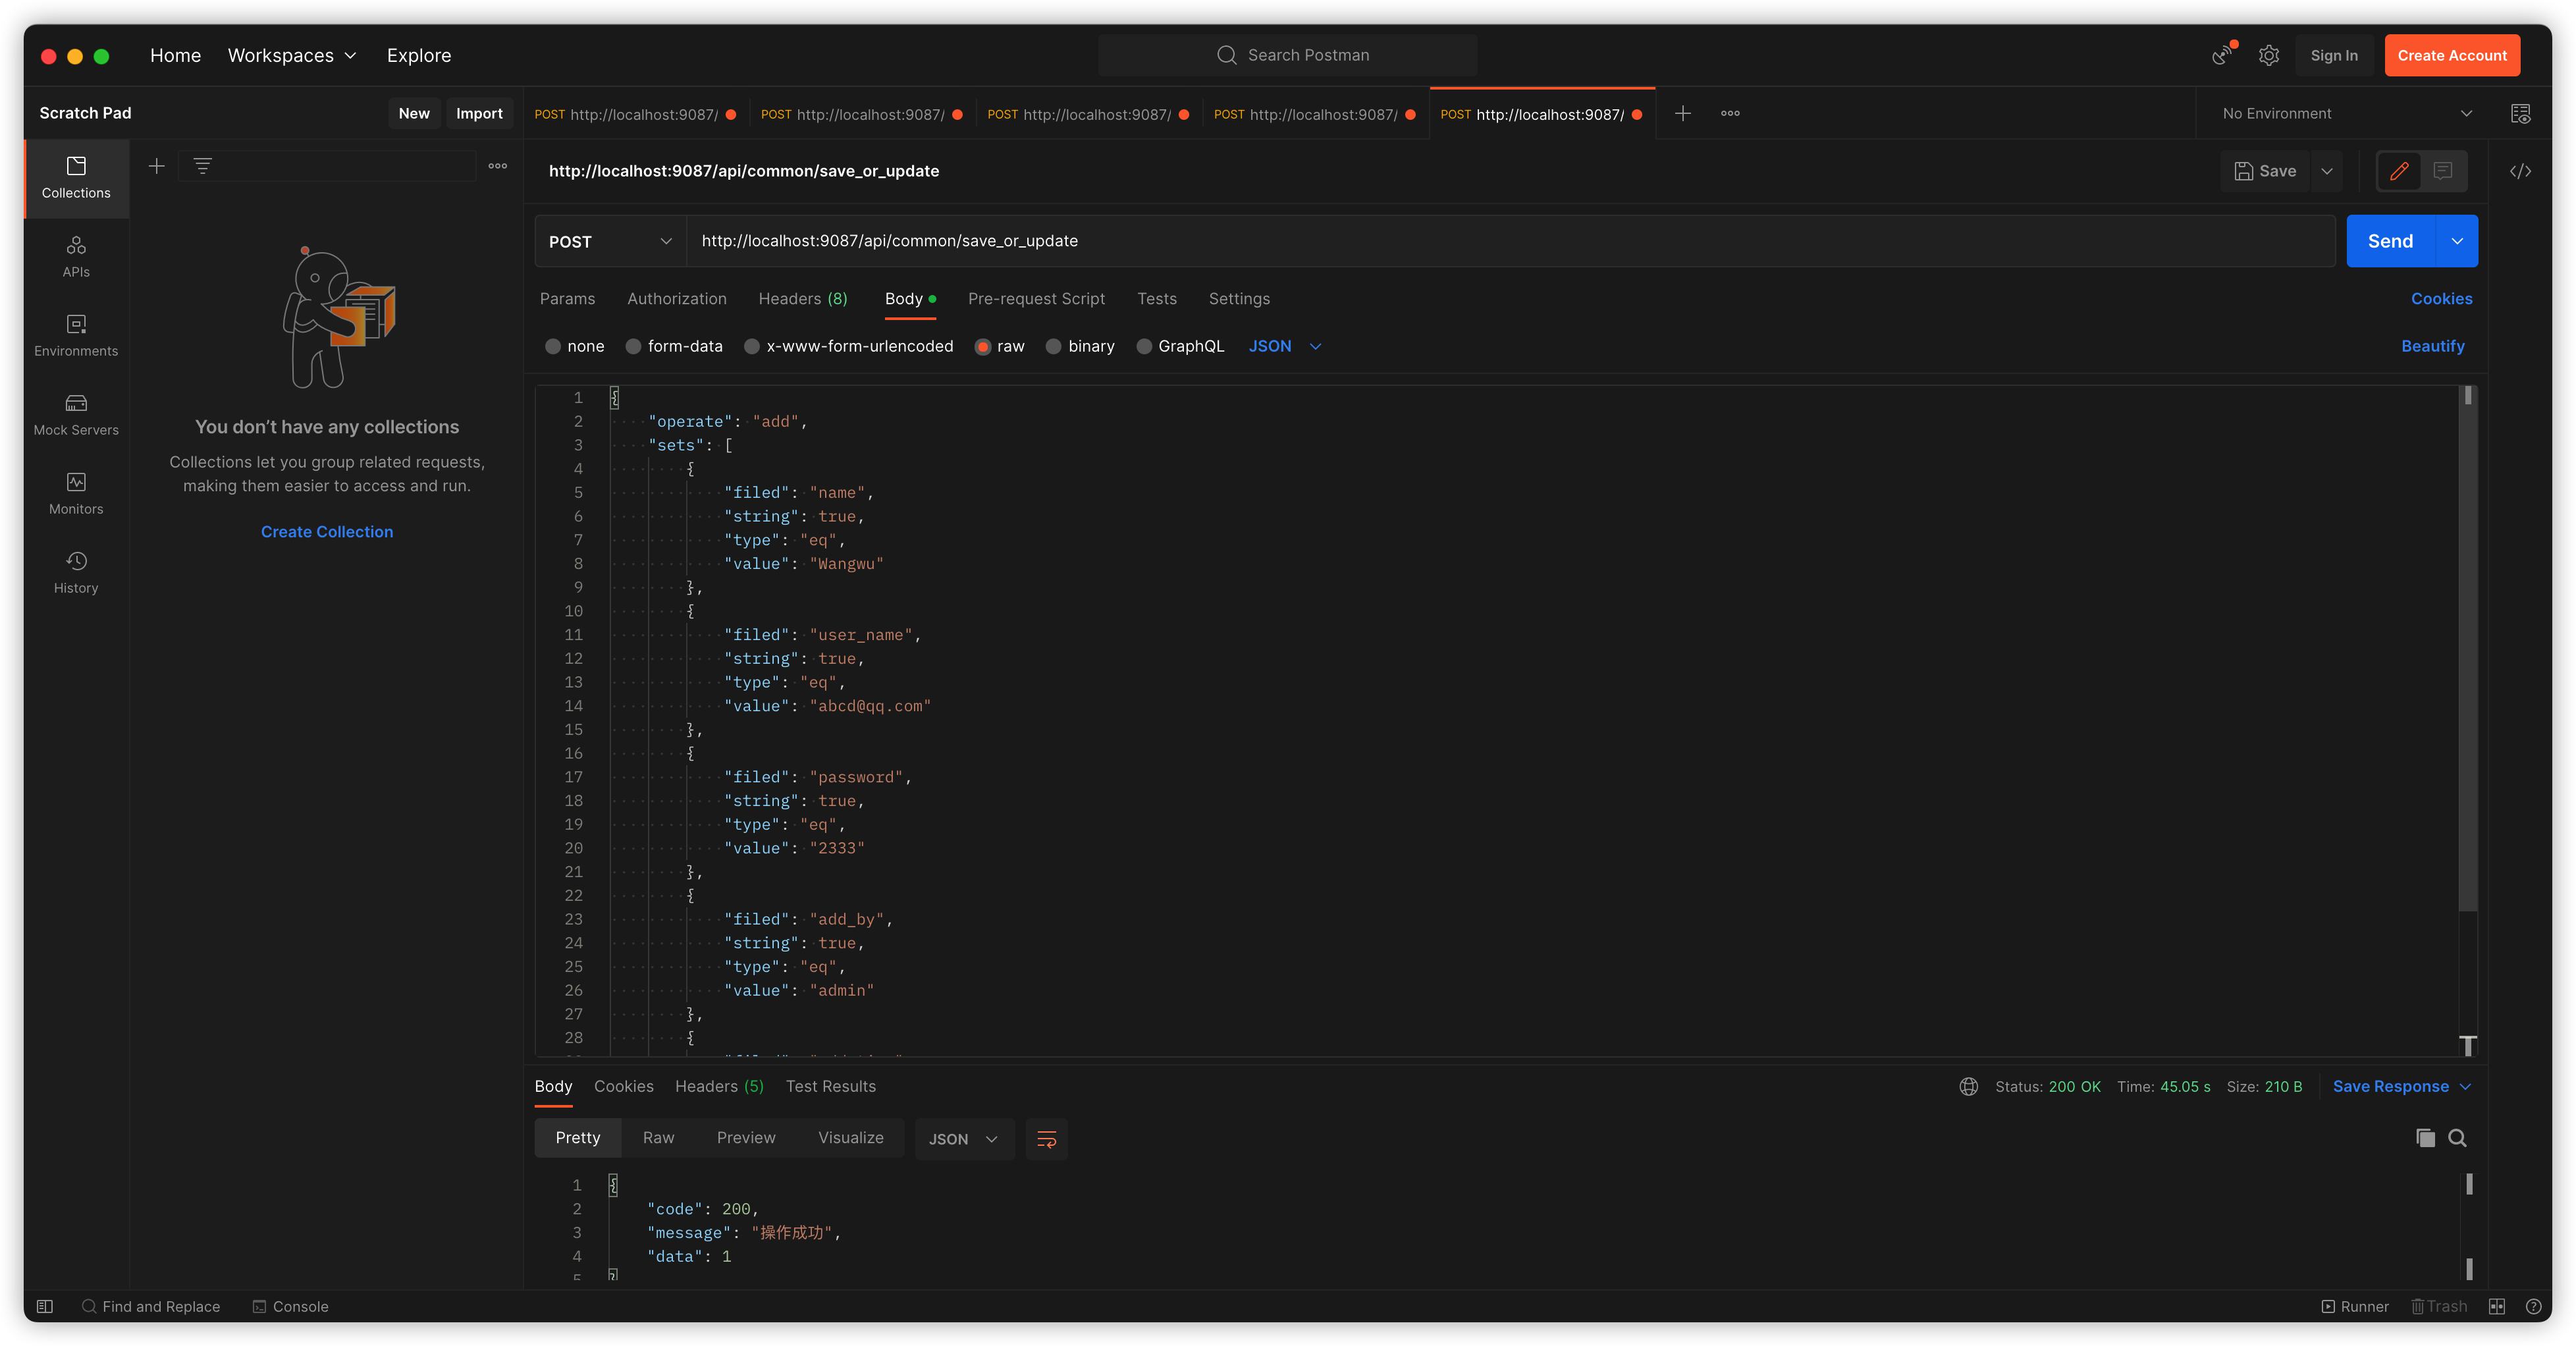 Home Workspaces Explore Search Postman Sign In Create Account
Scratch Pad New Import POST http://localhost:9087/ POST http://localhost:9087/ POST http://localhost:9087/ POST http://localhost:9087/ POST http://localhost:9087/ No Environment
Collections
APIs
Environments
Mock Servers
Monitors
History
You don’t have any collections
Collections let you group related requests,
making them easier to access and run.
Create Collection
http://localhost:9087/api/common/save_or_update Save
POST http://localhost:9087/api/common/save_or_update Send
Params Authorization Headers (8) Body Pre-request Script Tests Settings Cookies
none form-data x-www-form-urlencoded raw binary GraphQL JSON Beautify
1 {
2 "operate": "add",
3 "sets": [
4 {
5 "filed": "name",
6 "string": true,
7 "type": "eq",
8 "value": "Wangwu"
9 },
10 {
11 "filed": "user_name",
12 "string": true,
13 "type": "eq",
14 "value": "abcd@qq.com"
15 },
16 {
17 "filed": "password",
18 "string": true,
19 "type": "eq",
20 "value": "2333"
21 },
22 {
23 "filed": "add_by",
24 "string": true,
25 "type": "eq",
26 "value": "admin"
27 },
28 {
Body Cookies Headers (5) Test Results Status: 200 OK Time: 45.05 s Size: 210 B Save Response
Pretty Raw Preview Visualize JSON
1 {
2 "code": 200,
3 "message": "操作成功",
4 "data": 1
5 }
Find and Replace Console Runner Trash